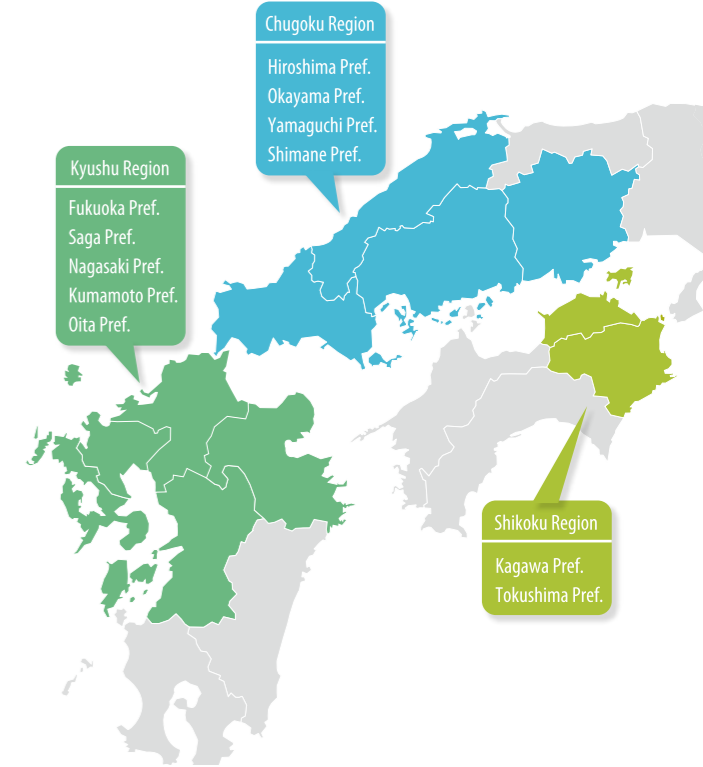 Chugoku Region
Hiroshima Pref.
Okayama Pref.
Yamaguchi Pref.
Shimane Pref.
Kyushu Region
Fukuoka Pref.
Saga Pref.
Nagasaki Pref.
Kumamoto Pref.
Oita Pref.
Shikoku Region
Kagawa Pref.
Tokushima Pref.